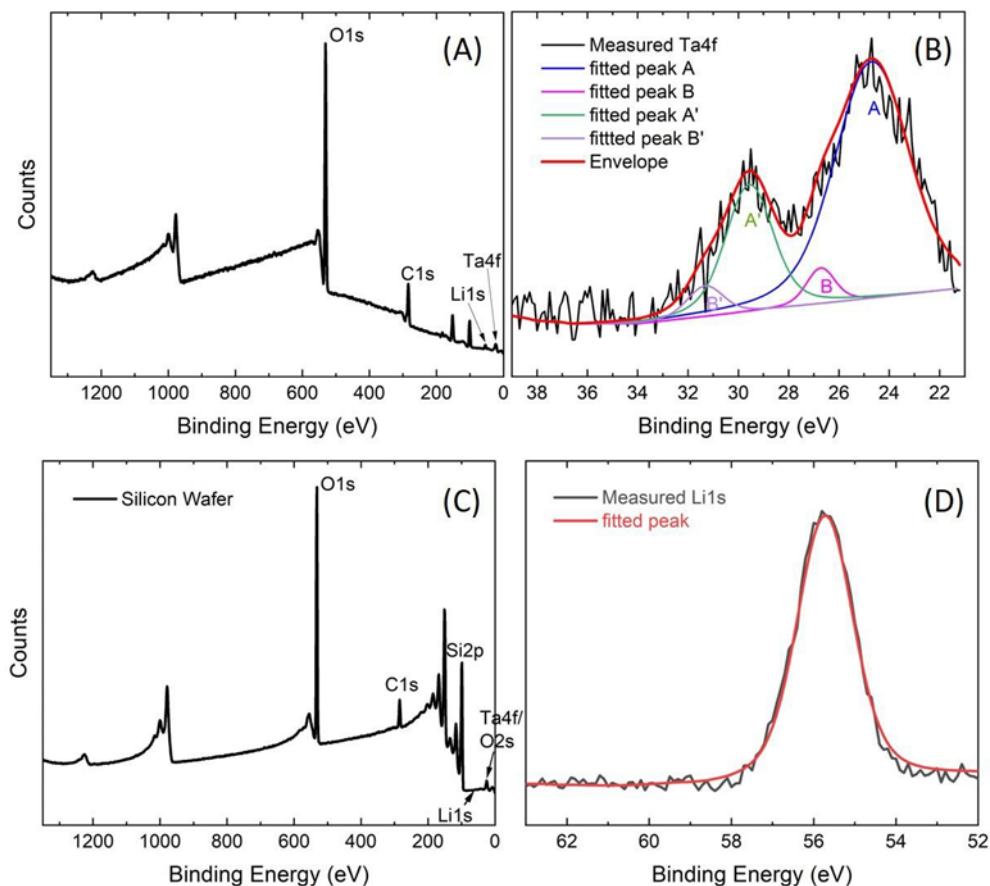 (A)
O1s
C1s
Ta4f
Li1s
Counts
1200 1000 800 600 400 200 0
Binding Energy (eV)
(B)
Measured Ta4f
fitted peak A
fitted peak B
fitted peak A'
fittted peak B'
Envelope
A
A'
B
B'
38 36 34 32 30 28 26 24 22
Binding Energy (eV)
(C)
Silicon Wafer
O1s
Si2p
C1s
Ta4f/
O2s
Li1s
Counts
1200 1000 800 600 400 200 0
Binding Energy (eV)
(D)
Measured Li1s
fitted peak
62 60 58 56 54 52
Binding Energy (eV)